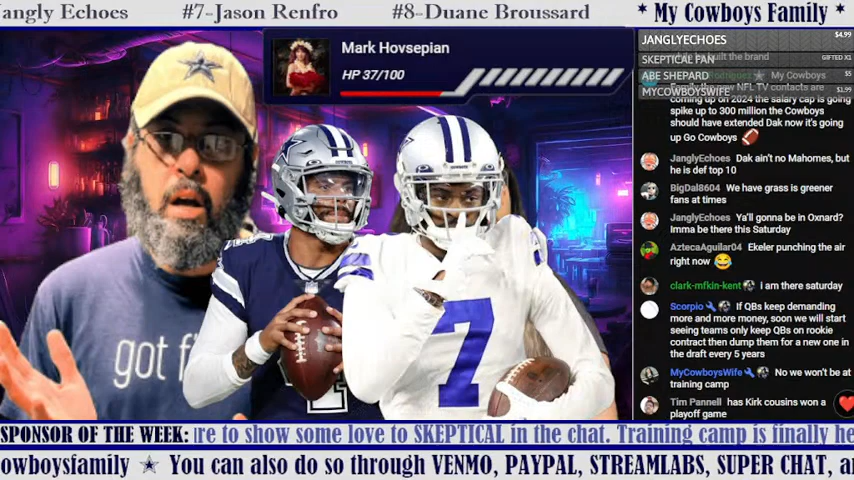 Jangly Echoes #7-Jason Renfro #8-Duane Broussard * My Cowboys Family *
Mark Hovsepian
HP 37/100
JANGLYECHOES $4.99
SKEPTICAL FAN GIFTED X1
ABE SHEPARD $5
MYCOWBOYSWIFE $1.99
My Cowboys
NFL TV contacts are
coming up on 2024 the salary cap is going
spike up to 300 million the Cowboys
should have extended Dak now it's going
up Go Cowboys 🏈
JanglyEchoes Dak ain't no Mahomes, but
he is def top 10
BigDal8604 We have grass is greener
fans at times
JanglyEchoes Ya'll gonna be in Oxnard?
Imma be there this Saturday
AztecaAguilar04 Ekeler punching the air
right now 😂
clark-mfkin-kent i am there saturday
Scorpio If QBs keep demanding
more and more money, soon we will start
seeing teams only keep QBs on rookie
contract then dump them for a new one in
the draft every 5 years
MyCowboysWife No we won't be at
training camp
Tim Pannell has Kirk cousins won a
playoff game
got f
7
SPONSOR OF THE WEEK: re to show some love to SKEPTICAL in the chat. Training camp is finally he
owboysfamily ★ You can also do so through VENMO, PAYPAL, STREAMLABS, SUPER CHAT, a